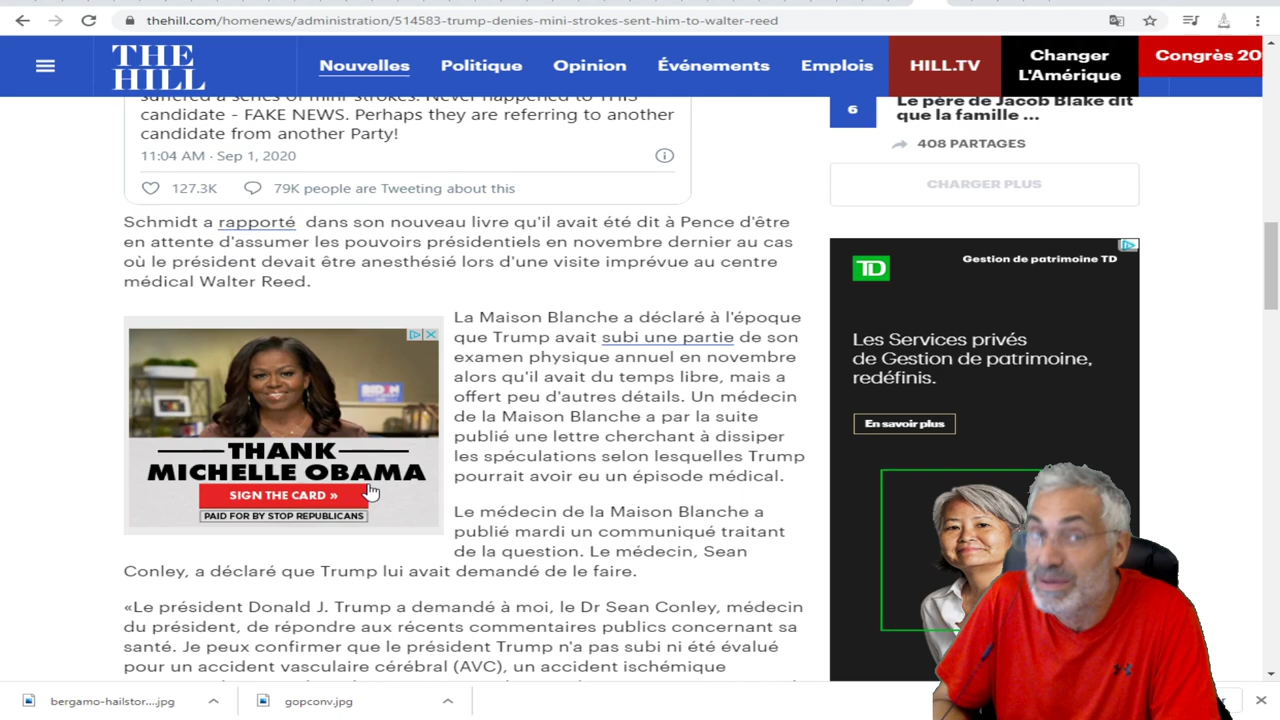 thehill.com/homenews/administration/514583-trump-denies-mini-strokes-sent-him-to-walter-reed
THE
HILL
Nouvelles
Politique
Opinion
Événements
Emplois
HILL.TV
Changer
L'Amérique
Congrès 20
suffered a series of mini-strokes. Never happened to THIS
candidate - FAKE NEWS. Perhaps they are referring to another
candidate from another Party!
11:04 AM · Sep 1, 2020
127.3K
79K people are Tweeting about this
Schmidt a rapporté dans son nouveau livre qu'il avait été dit à Pence d'être
en attente d'assumer les pouvoirs présidentiels en novembre dernier au cas
où le président devait être anesthésié lors d'une visite imprévue au centre
médical Walter Reed.
THANK
MICHELLE OBAMA
SIGN THE CARD »
PAID FOR BY STOP REPUBLICANS
BIDEN
La Maison Blanche a déclaré à l'époque
que Trump avait subi une partie de son
examen physique annuel en novembre
alors qu'il avait du temps libre, mais a
offert peu d'autres détails. Un médecin
de la Maison Blanche a par la suite
publié une lettre cherchant à dissiper
les spéculations selon lesquelles Trump
pourrait avoir eu un épisode médical.
Le médecin de la Maison Blanche a
publié mardi un communiqué traitant
de la question. Le médecin, Sean
Conley, a déclaré que Trump lui avait demandé de le faire.
«Le président Donald J. Trump a demandé à moi, le Dr Sean Conley, médecin
du président, de répondre aux récents commentaires publics concernant sa
santé. Je peux confirmer que le président Trump n'a pas subi ni été évalué
pour un accident vasculaire cérébral (AVC), un accident ischémique
6
Le père de Jacob Blake dit
que la famille ...
408 PARTAGES
CHARGER PLUS
TD
Gestion de patrimoine TD
Les Services privés
de Gestion de patrimoine,
redéfinis.
En savoir plus
bergamo-hailstor....jpg
gopconv.jpg